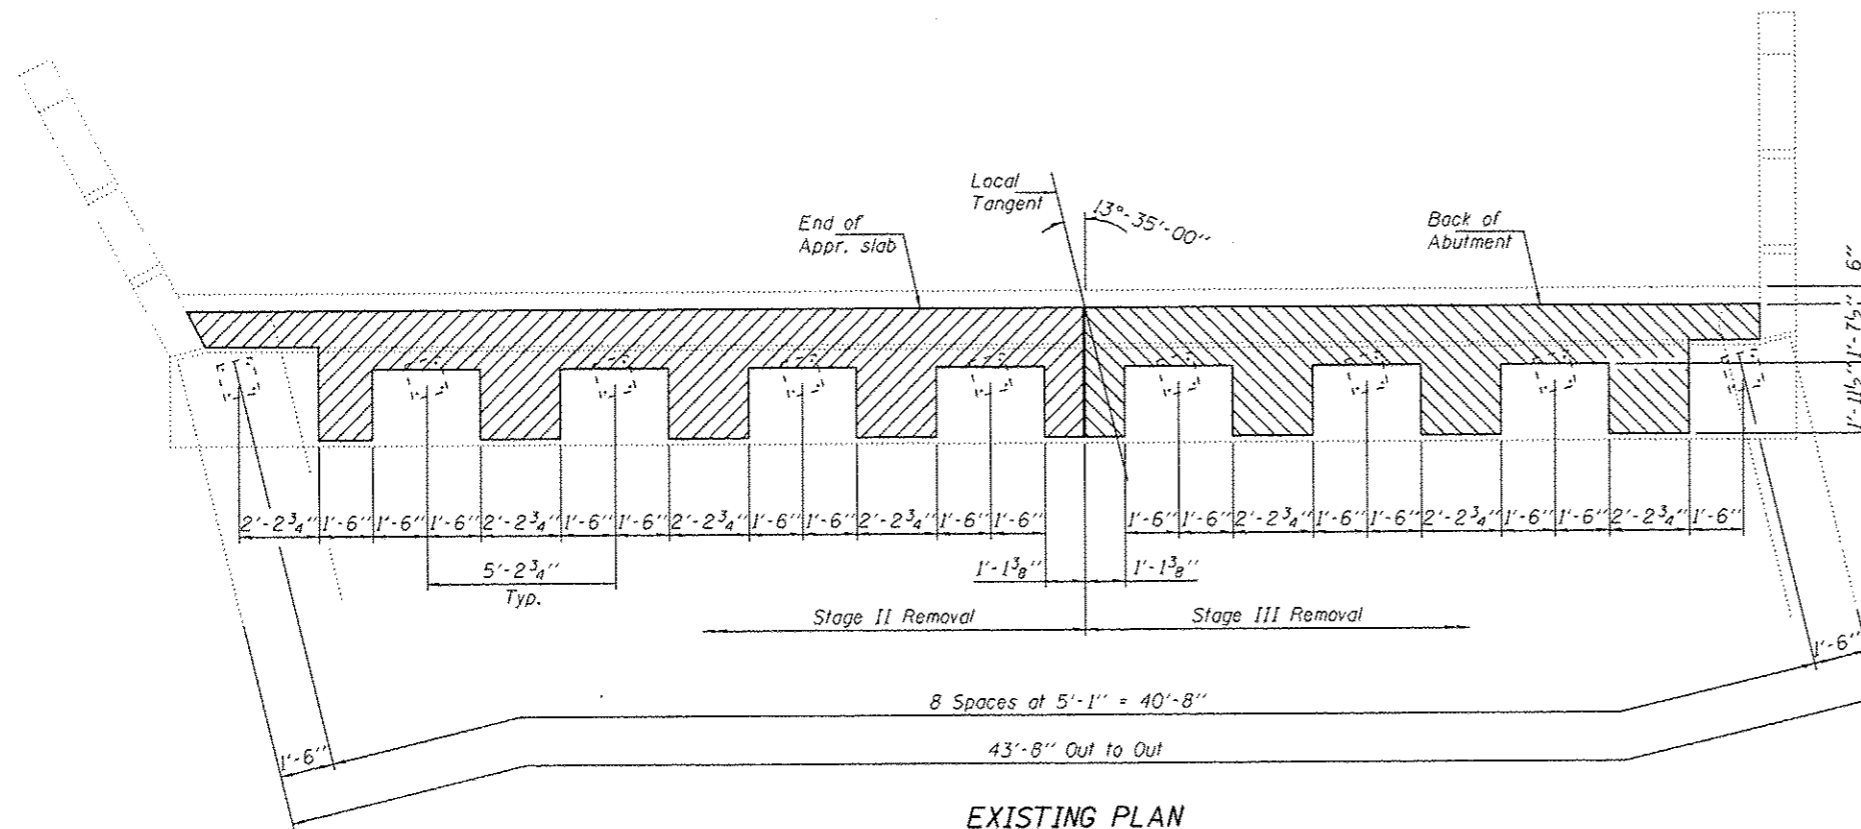 Local
Tangent
13°-35'-00"
End of
Appr. slab
Back of
Abutment
6"
1'-7½"
1'-11½"
2'-2¾" 1'-6" 1'-6" 1'-6" 2'-2¾" 1'-6" 1'-6" 2'-2¾" 1'-6" 1'-6" 2'-2¾" 1'-6" 1'-6" 1'-6" 1'-6" 2'-2¾" 1'-6" 1'-6" 2'-2¾" 1'-6" 1'-6" 2'-2¾" 1'-6"
5'-2¾"
Typ.
1'-1⅜" 1'-1⅜"
Stage II Removal Stage III Removal
1'-6"
8 Spaces at 5'-1" = 40'-8"
43'-8" Out to Out
1'-6"
EXISTING PLAN